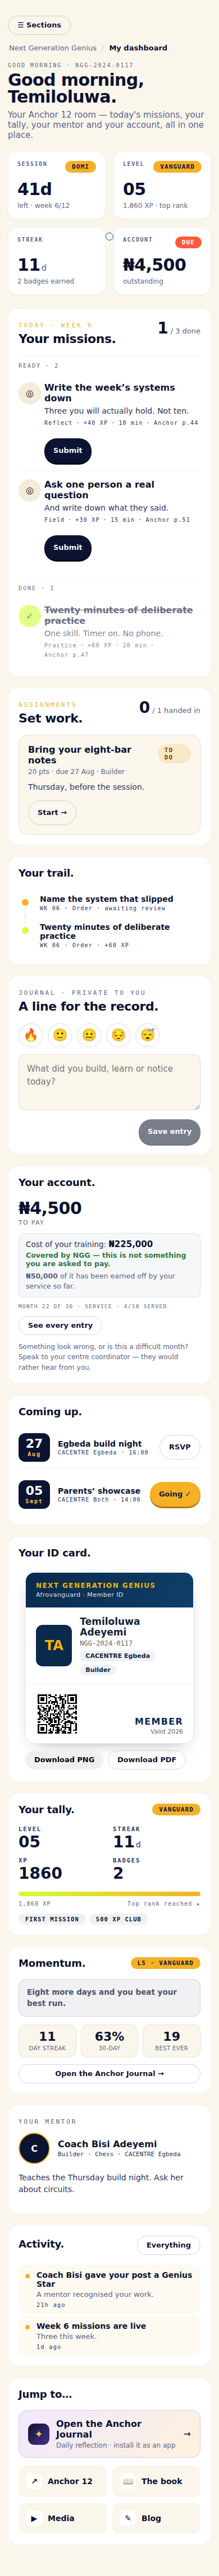 ☰ Sections
Next Generation Genius / My dashboard
GOOD MORNING · NGG-2024-0117
Good morning,
Temiloluwa.
Your Anchor 12 room — today's missions, your
tally, your mentor and your account, all in one
place.
SESSION DOMI
41d
left · week 6/12
LEVEL VANGUARD
05
1,860 XP · top rank
STREAK
11d
2 badges earned
ACCOUNT DUE
₦4,500
outstanding
TODAY · WEEK 6
Your missions.
1 / 3 done
READY · 2
Write the week's systems
down
Three you will actually hold. Not ten.
Reflect · +40 XP · 10 min · Anchor p.44
Submit
Ask one person a real
question
And write down what they said.
Field · +30 XP · 15 min · Anchor p.51
Submit
DONE · 1
Twenty minutes of deliberate
practice
One skill. Timer on. No phone.
Practice · +60 XP · 20 min ·
Anchor p.47
ASSIGNMENTS
Set work.
0 / 1 handed in
Bring your eight-bar
notes
TO
DO
20 pts · due 27 Aug · Builder
Thursday, before the session.
Start →
Your trail.
Name the system that slipped
WK 06 · Order · awaiting review
Twenty minutes of deliberate
practice
WK 06 · Order · +60 XP
JOURNAL · PRIVATE TO YOU
A line for the record.
What did you build, learn or notice
today?
Save entry
Your account.
₦4,500
TO PAY
Cost of your training: ₦225,000
Covered by NGG — this is not something
you are asked to pay.
₦50,000 of it has been earned off by your
service so far.
MONTH 22 OF 36 · SERVICE · 4/18 SERVED
See every entry
Something look wrong, or is this a difficult month?
Speak to your centre coordinator — they would
rather hear from you.
Coming up.
27
Aug
Egbeda build night
CACENTRE Egbeda · 16:00
RSVP
05
Sept
Parents' showcase
CACENTRE Both · 14:00
Going ✓
Your ID card.
NEXT GENERATION GENIUS
Afrovanguard · Member ID
TA
Temiloluwa
Adeyemi
NGG-2024-0117
CACENTRE Egbeda
Builder
MEMBER
Valid 2026
Download PNG
Download PDF
Your tally.
VANGUARD
LEVEL
05
STREAK
11d
XP
1860
BADGES
2
1,860 XP
Top rank reached ★
FIRST MISSION
500 XP CLUB
Momentum.
L5 · VANGUARD
Eight more days and you beat your
best run.
11
DAY STREAK
63%
30-DAY
19
BEST EVER
Open the Anchor Journal →
YOUR MENTOR
C
Coach Bisi Adeyemi
Builder · Chess · CACENTRE Egbeda
Teaches the Thursday build night. Ask her
about circuits.
Activity.
Everything
Coach Bisi gave your post a Genius
Star
A mentor recognised your work.
21h ago
Week 6 missions are live
Three this week.
1d ago
Jump to…
Open the Anchor
Journal
Daily reflection · install it as an app
→
↗ Anchor 12
The book
▶ Media
✎ Blog